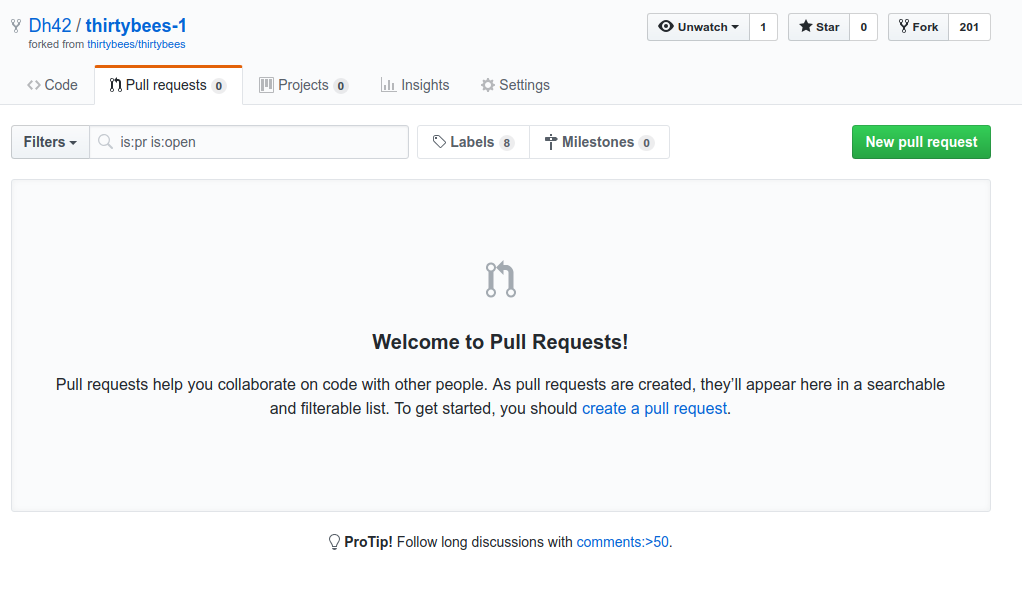 Dh42 / thirtybees-1
forked from thirtybees/thirtybees
Unwatch 1
Star 0
Fork 201
Code
Pull requests 0
Projects 0
Insights
Settings
Filters
is:pr is:open
Labels 8
Milestones 0
New pull request
Welcome to Pull Requests!
Pull requests help you collaborate on code with other people. As pull requests are created, they’ll appear here in a searchable
and filterable list. To get started, you should create a pull request.
ProTip! Follow long discussions with comments:>50.